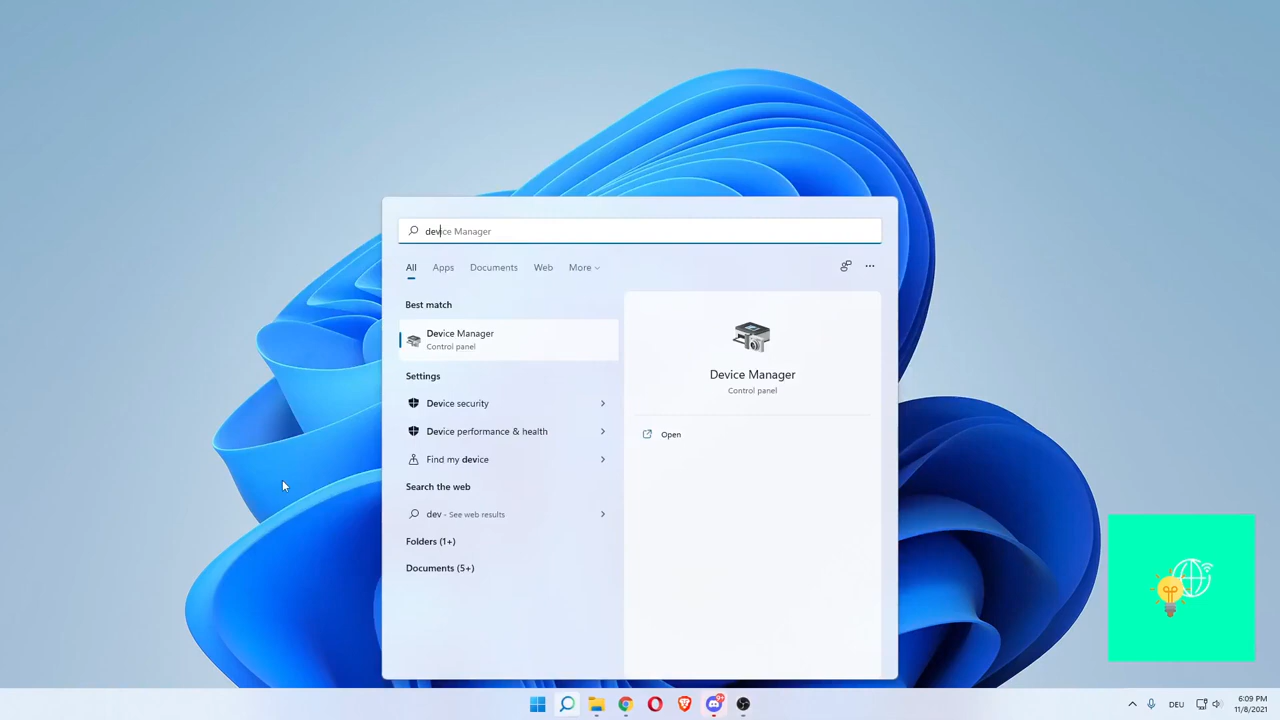 device Manager
All Apps Documents Web More
Best match
Device Manager
Control panel
Settings
Device security
Device performance & health
Find my device
Search the web
dev - See web results
Folders (1+)
Documents (5+)
Device Manager
Control panel
Open
9+
DEU
6:09 PM
11/8/2021